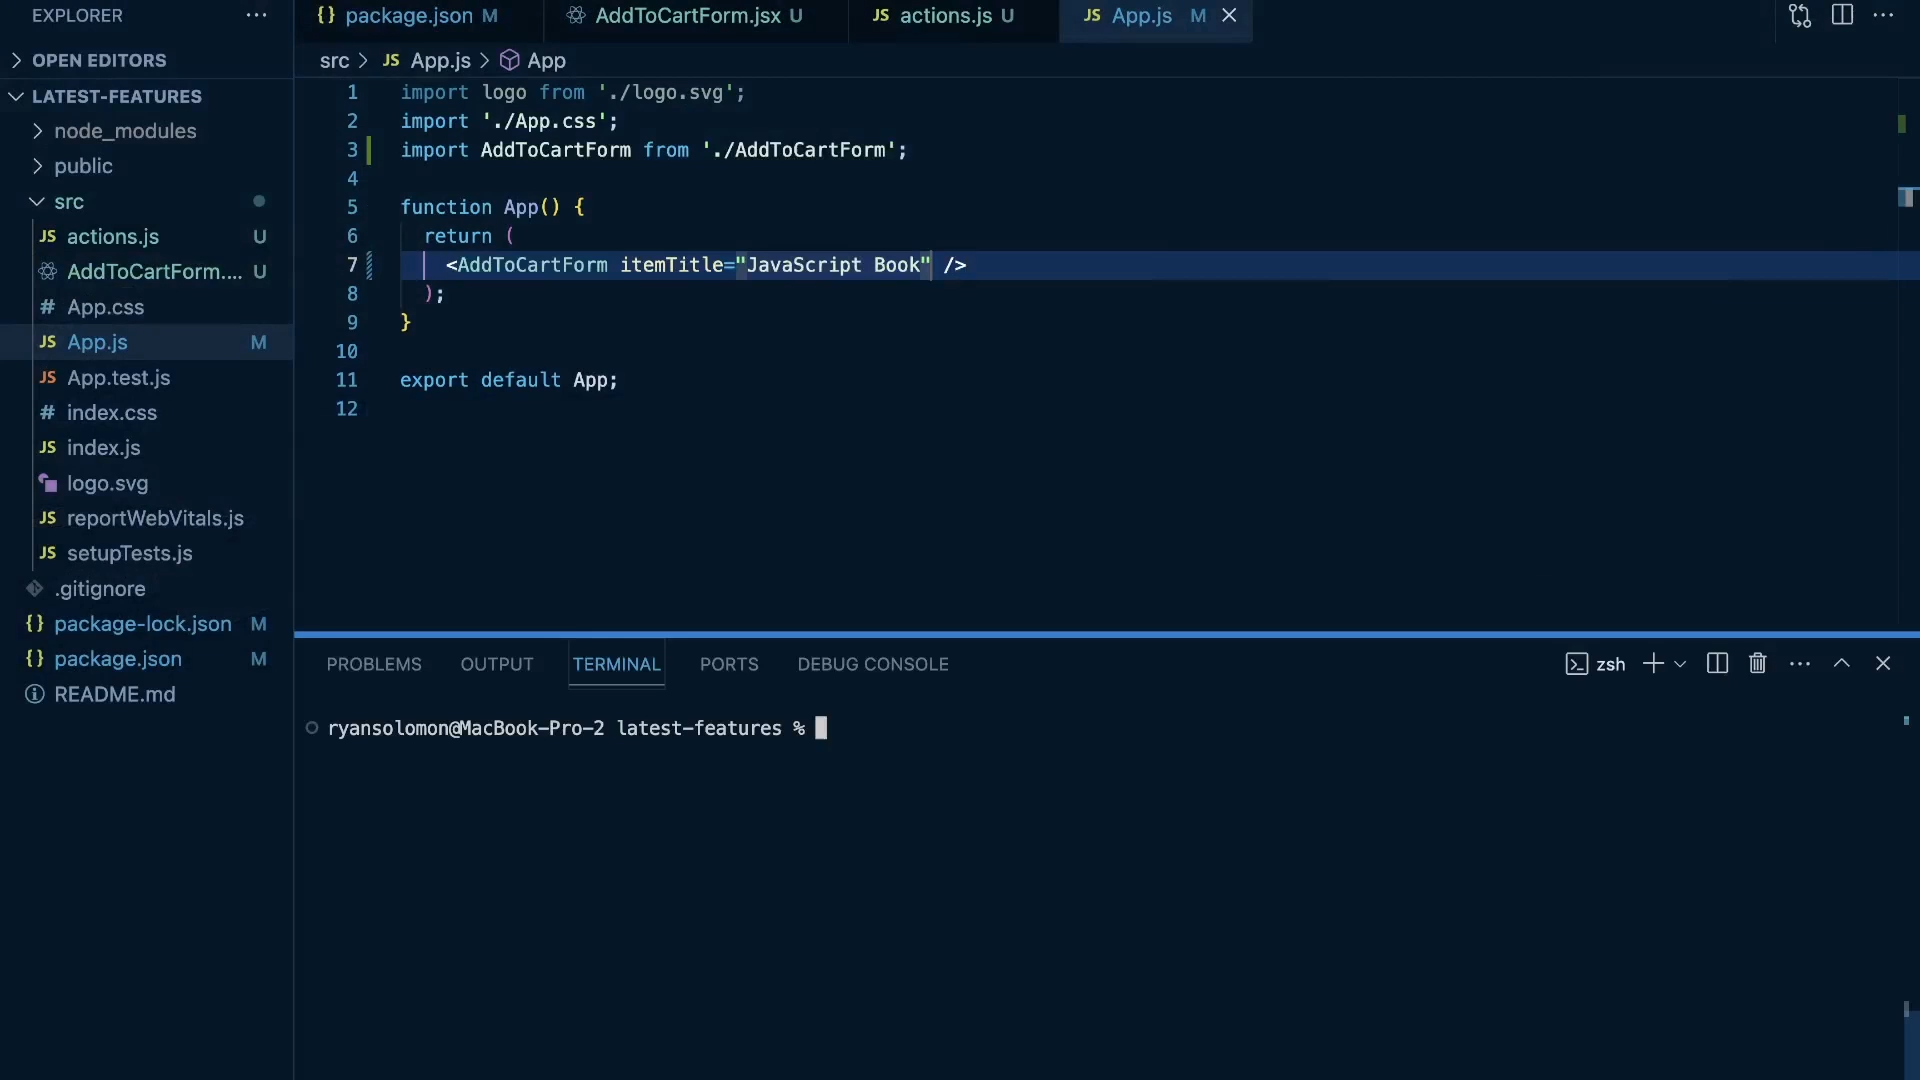 EXPLORER
OPEN EDITORS
LATEST-FEATURES
node_modules
public
src
JS actions.js U
AddToCartForm.... U
# App.css
JS App.js M
JS App.test.js
# index.css
JS index.js
logo.svg
JS reportWebVitals.js
JS setupTests.js
.gitignore
{} package-lock.json M
{} package.json M
README.md
{} package.json M
AddToCartForm.jsx U
JS actions.js U
JS App.js M
src > JS App.js > App
1 import logo from './logo.svg';
2 import './App.css';
3 import AddToCartForm from './AddToCartForm';
4
5 function App() {
6 return (
7 <AddToCartForm itemTitle="JavaScript Book" />
8 );
9 }
10
11 export default App;
12
PROBLEMS OUTPUT TERMINAL PORTS DEBUG CONSOLE
zsh
ryansolomon@MacBook-Pro-2 latest-features %